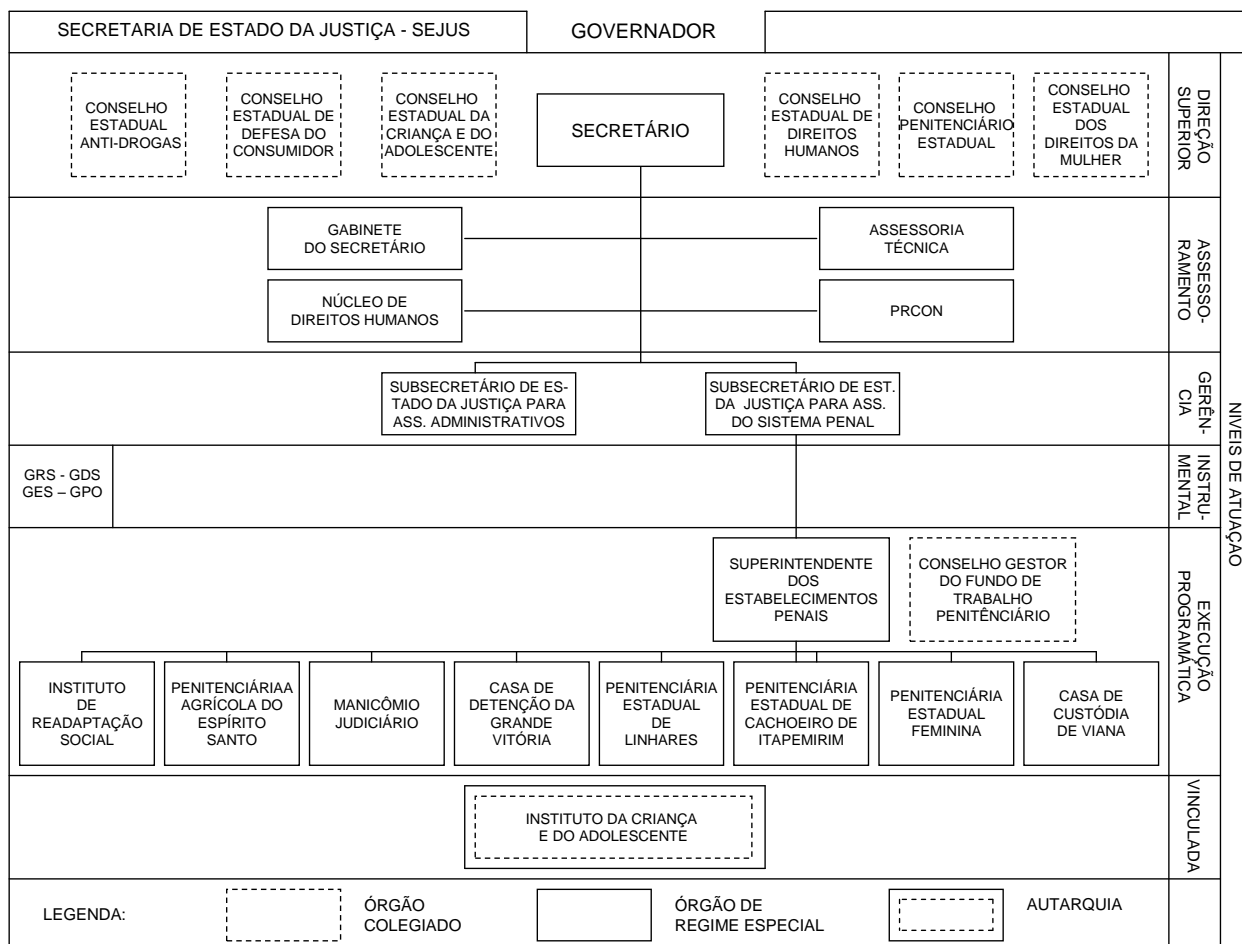 SECRETARIA DE ESTADO DA JUSTIÇA - SEJUS
GOVERNADOR
CONSELHO
ESTADUAL
ANTI-DROGAS
CONSELHO
ESTADUAL DE
DEFESA DO
CONSUMIDOR
CONSELHO
ESTADUAL DA
CRIANÇA E DO
ADOLESCENTE
SECRETÁRIO
CONSELHO
ESTADUAL DE
DIREITOS
HUMANOS
CONSELHO
PENITENCIÁRIO
ESTADUAL
CONSELHO
ESTADUAL
DOS
DIREITOS DA
MULHER
DIREÇÃO
SUPERIOR
GABINETE
DO SECRETÁRIO
ASSESSORIA
TÉCNICA
NÚCLEO DE
DIREITOS HUMANOS
PRCON
ASSESSO-
RAMENTO
SUBSECRETÁRIO DE ES-
TADO DA JUSTIÇA PARA
ASS. ADMINISTRATIVOS
SUBSECRETÁRIO DE EST.
DA JUSTIÇA PARA ASS.
DO SISTEMA PENAL
GERÊN-
CIA
NIVEIS DE ATUAÇAO
GRS - GDS
GES – GPO
INSTRU-
MENTAL
SUPERINTENDENTE
DOS
ESTABELECIMENTOS
PENAIS
CONSELHO GESTOR
DO FUNDO DE
TRABALHO
PENITÊNCIÁRIO
EXECUÇÃO
PROGRAMÁTICA
INSTITUTO
DE
READAPTAÇÃO
SOCIAL
PENITENCIÁRIAA
AGRÍCOLA DO
ESPÍRITO
SANTO
MANICÔMIO
JUDICIÁRIO
CASA DE
DETENÇÃO DA
GRANDE
VITÓRIA
PENITENCIÁRIA
ESTADUAL
DE
LINHARES
PENITENCIÁRIA
ESTADUAL DE
CACHOEIRO DE
ITAPEMIRIM
PENITENCIÁRIA
ESTADUAL
FEMININA
CASA DE
CUSTÓDIA
DE VIANA
INSTITUTO DA CRIANÇA
E DO ADOLESCENTE
VINCULADA
LEGENDA:
ÓRGÃO
COLEGIADO
ÓRGÃO DE
REGIME ESPECIAL
AUTARQUIA